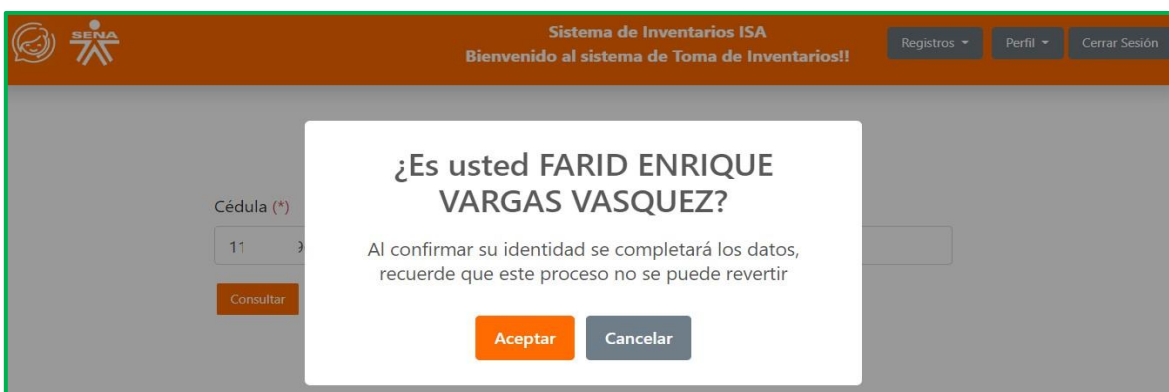 SENA
Sistema de Inventarios ISA
Bienvenido al sistema de Toma de Inventarios!!
Registros
Perfil
Cerrar Sesión
¿Es usted FARID ENRIQUE
VARGAS VASQUEZ?
Cédula (*)
11
Al confirmar su identidad se completará los datos,
recuerde que este proceso no se puede revertir
Consultar
Aceptar
Cancelar